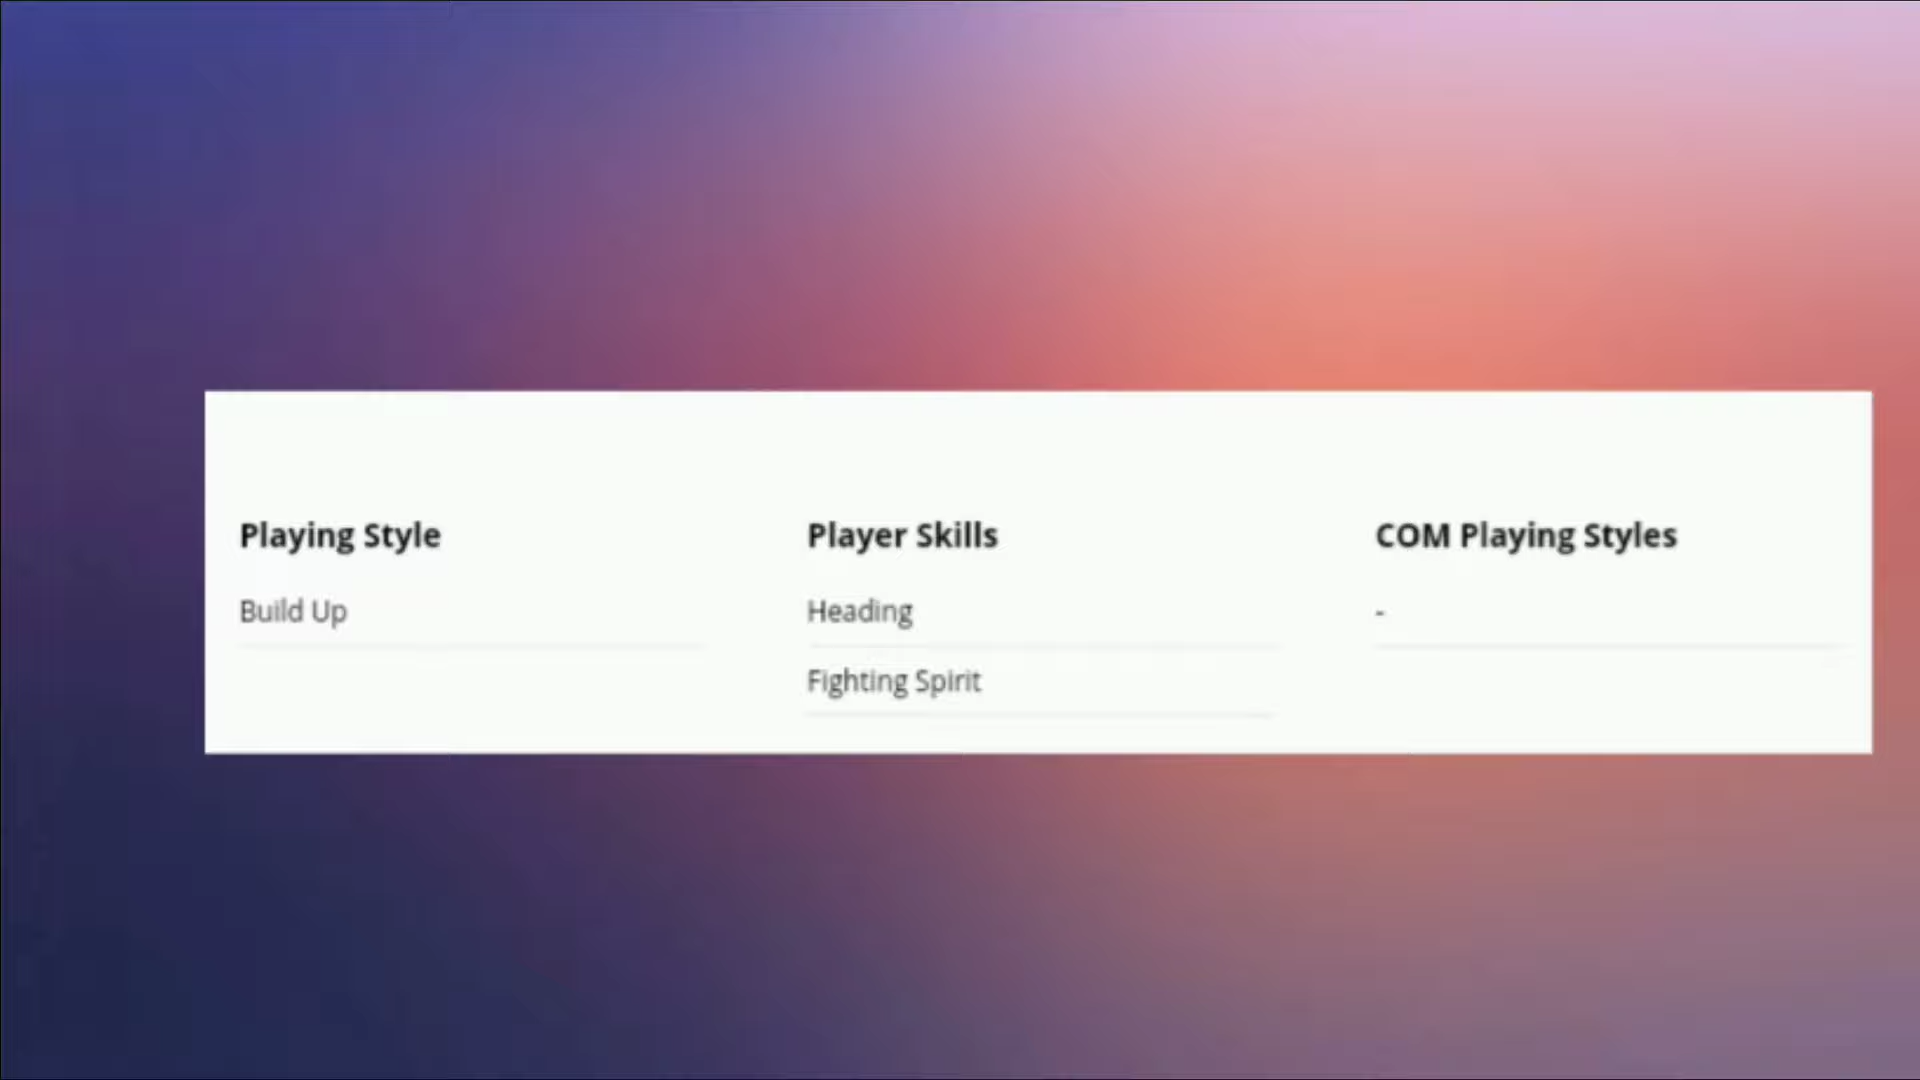 Playing Style
Build Up
Player Skills
Heading
Fighting Spirit
COM Playing Styles
-